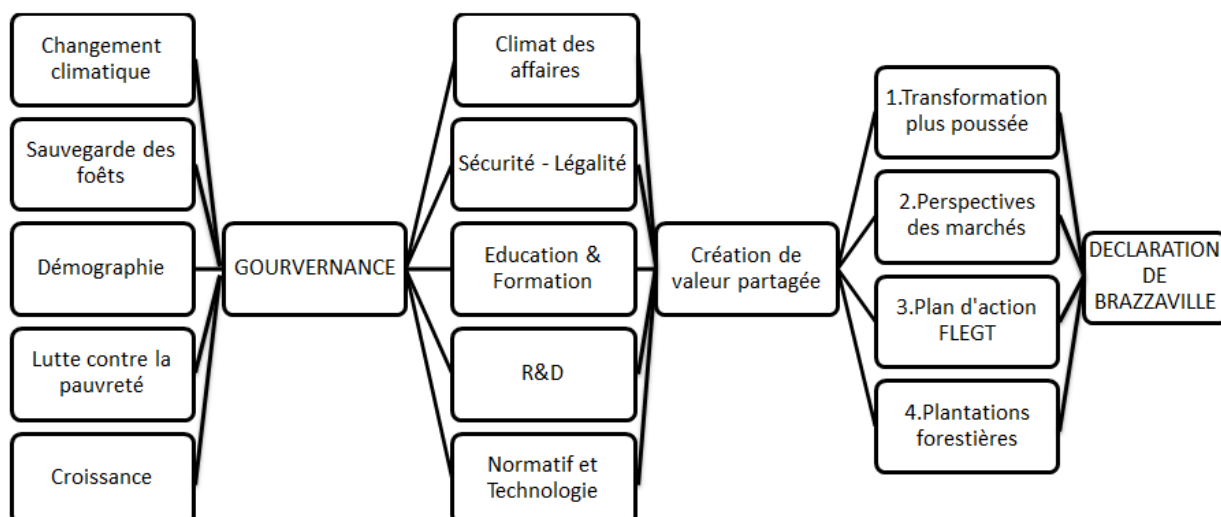 Changement
climatique
Sauvegarde des
foêts
Démographie
Lutte contre la
pauvreté
Croissance
GOURVERNANCE
Climat des
affaires
Sécurité - Légalité
Education &
Formation
R&D
Normatif et
Technologie
Création de
valeur partagée
1.Transformation
plus poussée
2.Perspectives
des marchés
3.Plan d'action
FLEGT
4.Plantations
forestières
DECLARATION
DE
BRAZZAVILLE